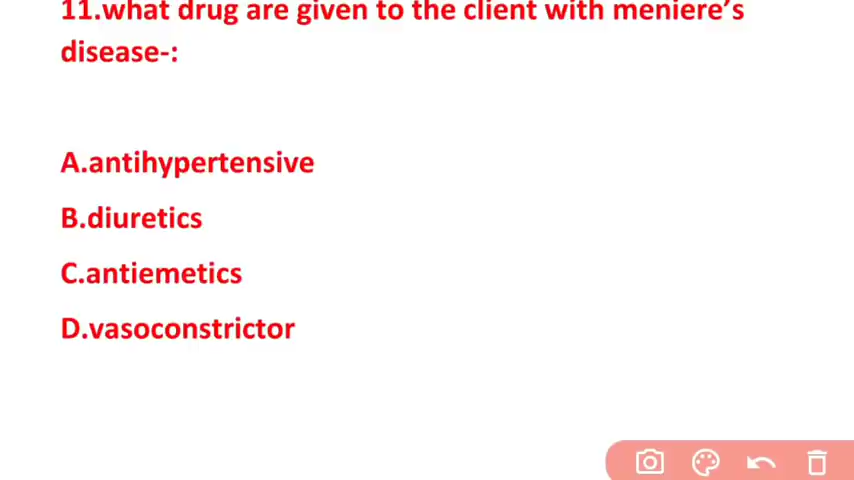 11.what drug are given to the client with meniere’s
disease-:
A.antihypertensive
B.diuretics
C.antiemetics
D.vasoconstrictor